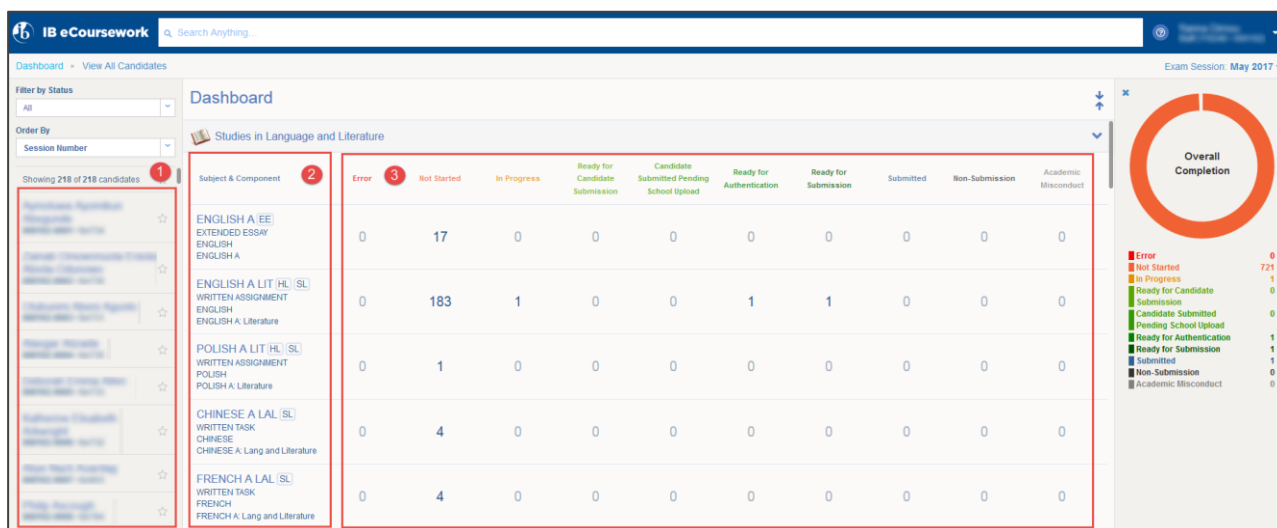 IB eCoursework
Search Anything...
Dashboard View All Candidates
Exam Session: May 2017
Filter by Status
All
Order By
Session Number
Showing 218 of 218 candidates
1
Dashboard
Studies in Language and Literature
Subject & Component 2 Error 3 Not Started In Progress Ready for Candidate Submission Candidate Submitted Pending School Upload Ready for Authentication Ready for Submission Submitted Non-Submission Academic Misconduct
ENGLISH A EE
EXTENDED ESSAY
ENGLISH
ENGLISH A
0 17 0 0 0 0 0 0 0 0
ENGLISH A LIT HL SL
WRITTEN ASSIGNMENT
ENGLISH
ENGLISH A: Literature
0 183 1 0 0 1 1 0 0 0
POLISH A LIT HL SL
WRITTEN ASSIGNMENT
POLISH
POLISH A: Literature
0 1 0 0 0 0 0 0 0 0
CHINESE A LAL SL
WRITTEN TASK
CHINESE
CHINESE A: Lang and Literature
0 4 0 0 0 0 0 0 0 0
FRENCH A LAL SL
WRITTEN TASK
FRENCH
FRENCH A: Lang and Literature
0 4 0 0 0 0 0 0 0 0
Overall
Completion
Error 0
Not Started 721
In Progress 1
Ready for Candidate 0
Submission
Candidate Submitted 0
Pending School Upload
Ready for Authentication 1
Ready for Submission 1
Submitted 1
Non-Submission 0
Academic Misconduct 0